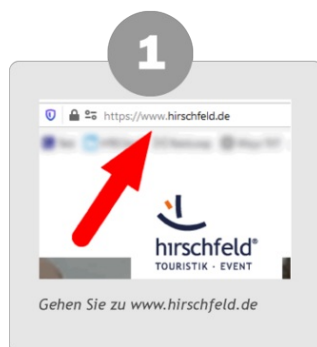 1
https://www.hirschfeld.de
hirschfeld®
TOURISTIK · EVENT
Gehen Sie zu www.hirschfeld.de